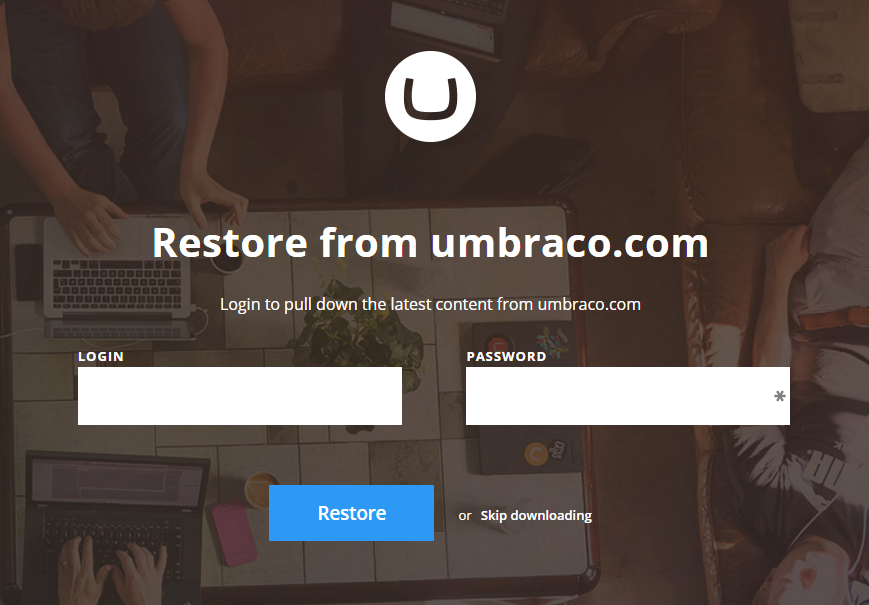 Restore from umbraco.com
Login to pull down the latest content from umbraco.com
LOGIN
PASSWORD
*
Restore
or Skip downloading